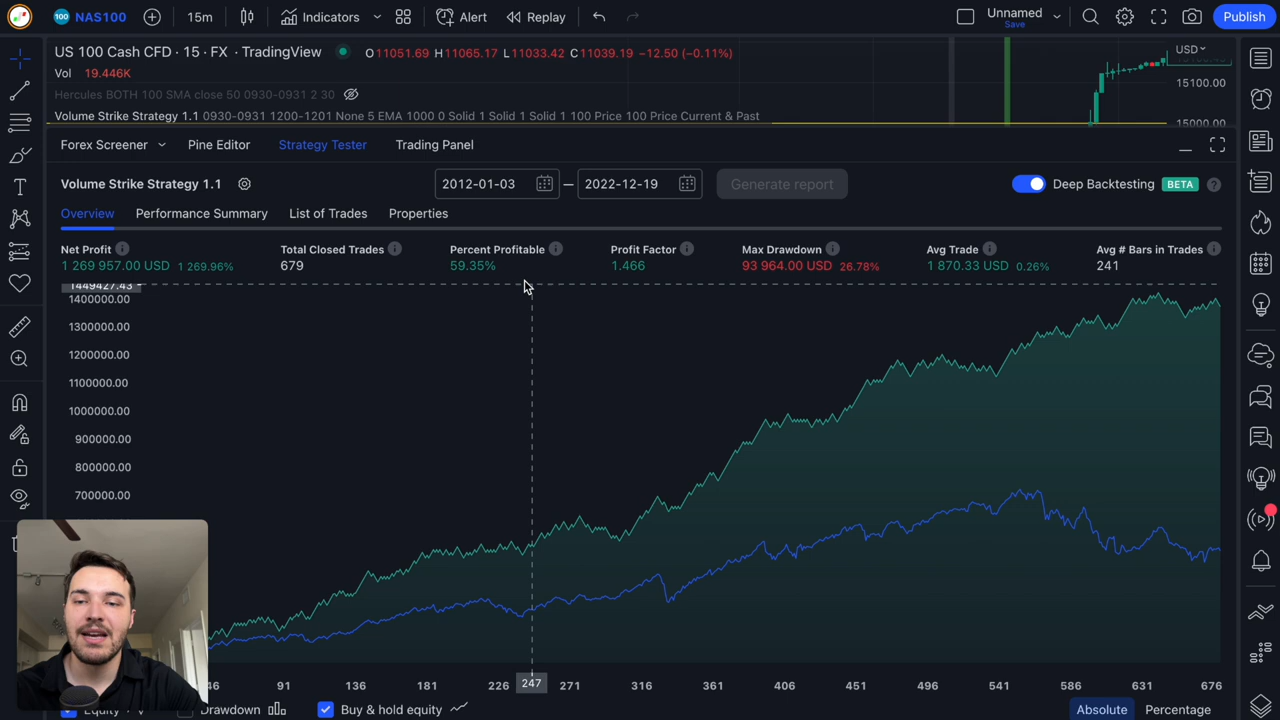 100 NAS100 15m Indicators Alert Replay Unnamed Save Publish
US 100 Cash CFD · 15 · FX · TradingView O11051.69 H11065.17 L11033.42 C11039.19 −12.50 (−0.11%) USD
Vol 19.446K
15100.00
Hercules BOTH 100 SMA close 50 0930-0931 2 30
Volume Strike Strategy 1.1 0930-0931 1200-1201 None 5 EMA 1000 0 Solid 1 Solid 1 Solid 1 100 Price 100 Price Current & Past
15000.00
Forex Screener Pine Editor Strategy Tester Trading Panel
Volume Strike Strategy 1.1 2012-01-03 — 2022-12-19 Generate report Deep Backtesting BETA ?
Overview Performance Summary List of Trades Properties
Net Profit Total Closed Trades Percent Profitable Profit Factor Max Drawdown Avg Trade Avg # Bars in Trades
1 269 957.00 USD 1 269.96% 679 59.35% 1.466 93 964.00 USD 26.78% 1 870.33 USD 0.26% 241
1449427.43
1400000.00
1300000.00
1200000.00
1100000.00
1000000.00
900000.00
800000.00
700000.00
46 91 136 181 226 247 271 316 361 406 451 496 541 586 631 676
Equity Drawdown Buy & hold equity Absolute Percentage